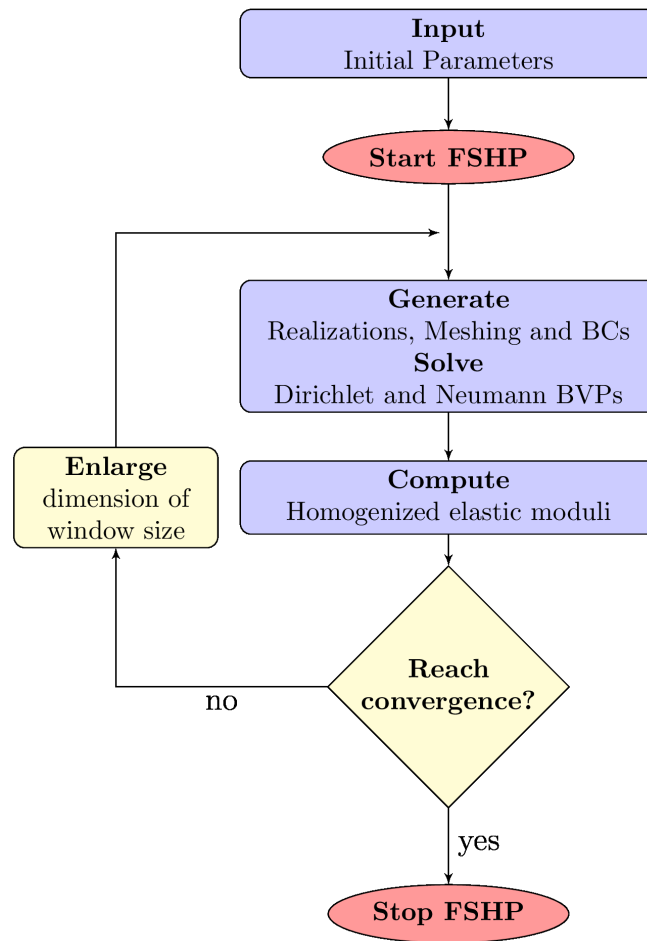 Input
Initial Parameters
Start FSHP
Generate
Realizations, Meshing and BCs
Solve
Dirichlet and Neumann BVPs
Enlarge
dimension of
window size
Compute
Homogenized elastic moduli
Reach
convergence?
no
yes
Stop FSHP